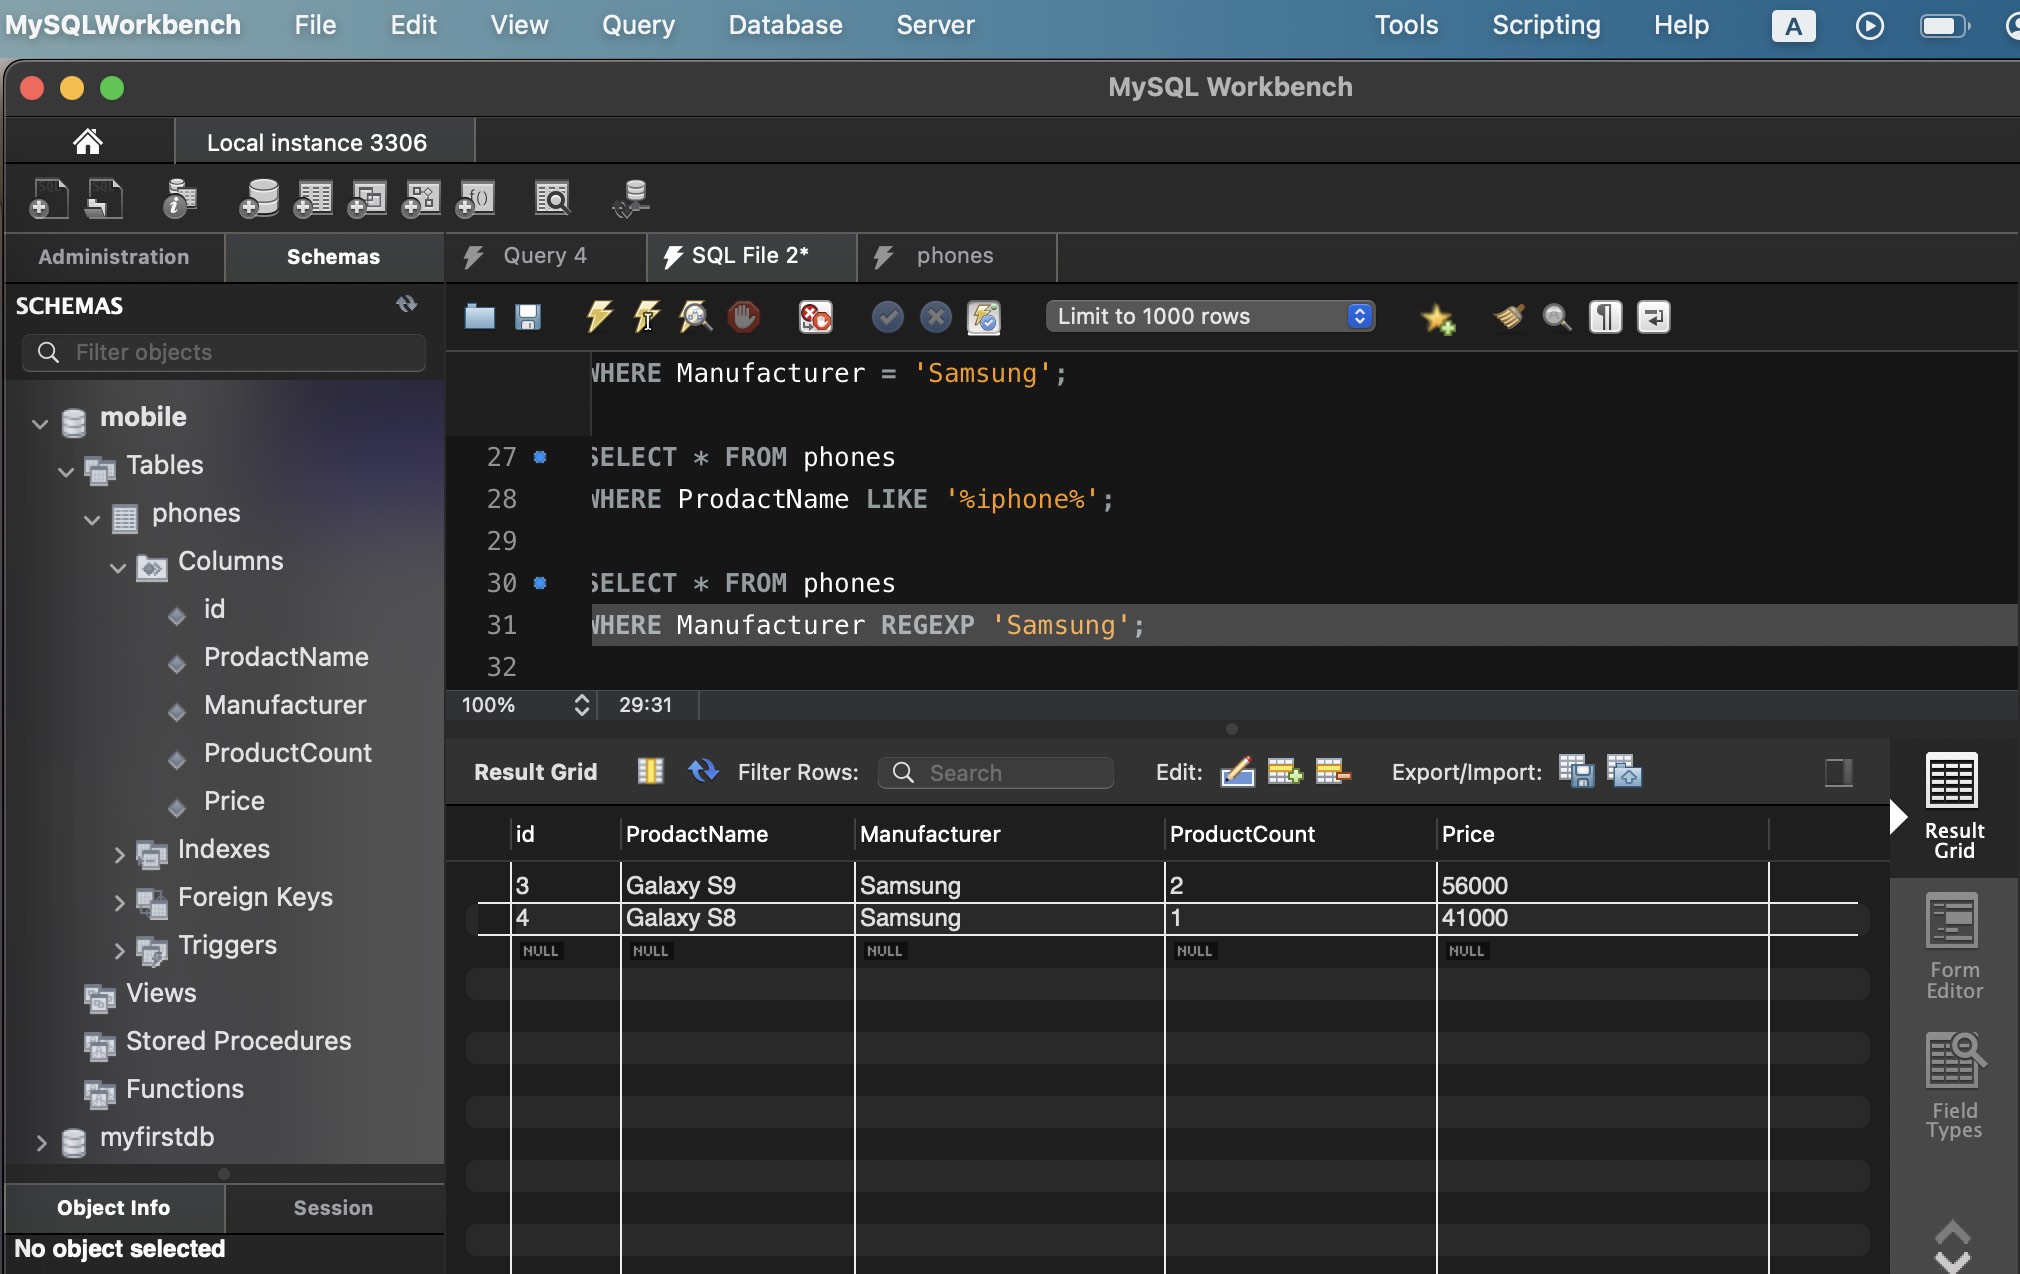 MySQLWorkbench File Edit View Query Database Server Tools Scripting Help A
MySQL Workbench
Local instance 3306
Administration Schemas
Query 4 SQL File 2* phones
SCHEMAS
Filter objects
mobile
Tables
phones
Columns
id
ProdactName
Manufacturer
ProductCount
Price
Indexes
Foreign Keys
Triggers
Views
Stored Procedures
Functions
myfirstdb
Object Info Session
No object selected
Limit to 1000 rows
WHERE Manufacturer = 'Samsung';
27 SELECT * FROM phones
28 WHERE ProdactName LIKE '%iphone%';
29
30 SELECT * FROM phones
31 WHERE Manufacturer REGEXP 'Samsung';
32
100% 29:31
Result Grid Filter Rows: Search Edit: Export/Import:
id ProdactName Manufacturer ProductCount Price
3 Galaxy S9 Samsung 2 56000
4 Galaxy S8 Samsung 1 41000
NULL NULL NULL NULL NULL
Result
Grid
Form
Editor
Field
Types